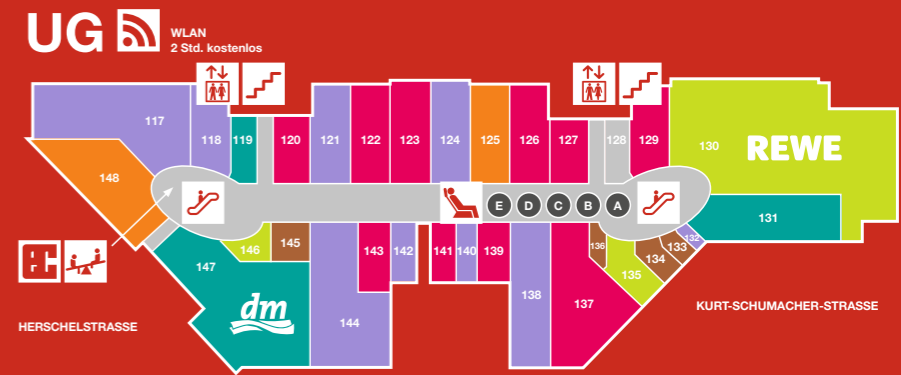 UG
WLAN
2 Std. kostenlos
117
118
119
120
121
122
123
124
125
126
127
128
129
130
REWE
148
E
D
C
B
A
131
146
145
143
142
141
140
139
136
132
133
134
135
147
dm
144
138
137
EC
HERSCHELSTRASSE
KURT-SCHUMACHER-STRASSE